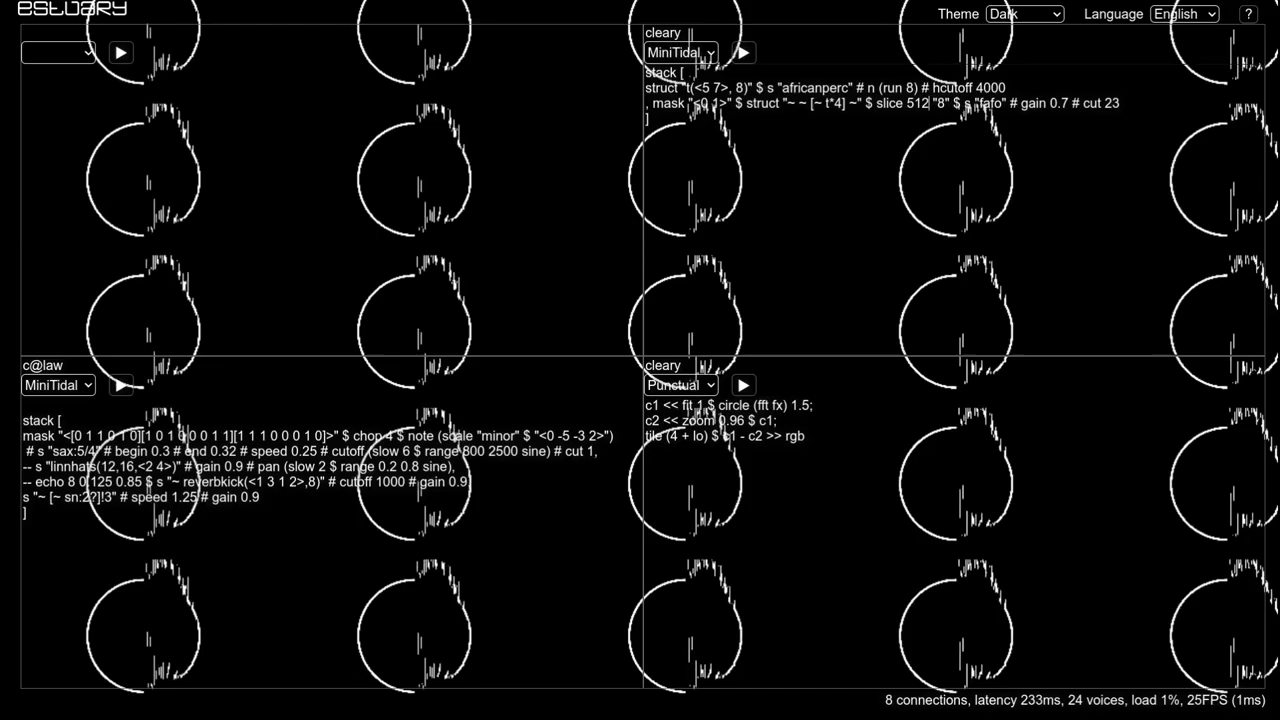 estuary
Theme Dark Language English ?
cleary
MiniTidal
stack [
struct "t(<5 7>, 8)" $ s "africanperc" # n (run 8) # hcutoff 4000
, mask "<0 1>" $ struct "~ ~ [~ t*4] ~" $ slice 512 "8" $ s "fafo" # gain 0.7 # cut 23
]
c@law
MiniTidal
stack [
mask "<[0 1 1 0 1 0][1 0 1 0 0 0 1 1][1 1 1 0 0 0 1 0]>" $ chop 4 $ note (scale "minor" $ "<0 -5 -3 2>")
# s "sax:5/4" # begin 0.3 # end 0.32 # speed 0.25 # cutoff (slow 6 $ range 800 2500 sine) # cut 1,
-- s "linnhats(12,16,<2 4>)" # gain 0.9 # pan (slow 2 $ range 0.2 0.8 sine),
-- echo 8 0.125 0.85 $ s "~ reverbkick(<1 3 1 2>,8)" # cutoff 1000 # gain 0.9,
s "~ [~ sn:2?]!3" # speed 1.25 # gain 0.9
]
cleary
Punctual
c1 << fit 1 $ circle (fft fx) 1.5;
c2 << zoom 0.96 $ c1;
tile (4 + lo) $ c1 - c2 >> rgb
8 connections, latency 233ms, 24 voices, load 1%, 25FPS (1ms)